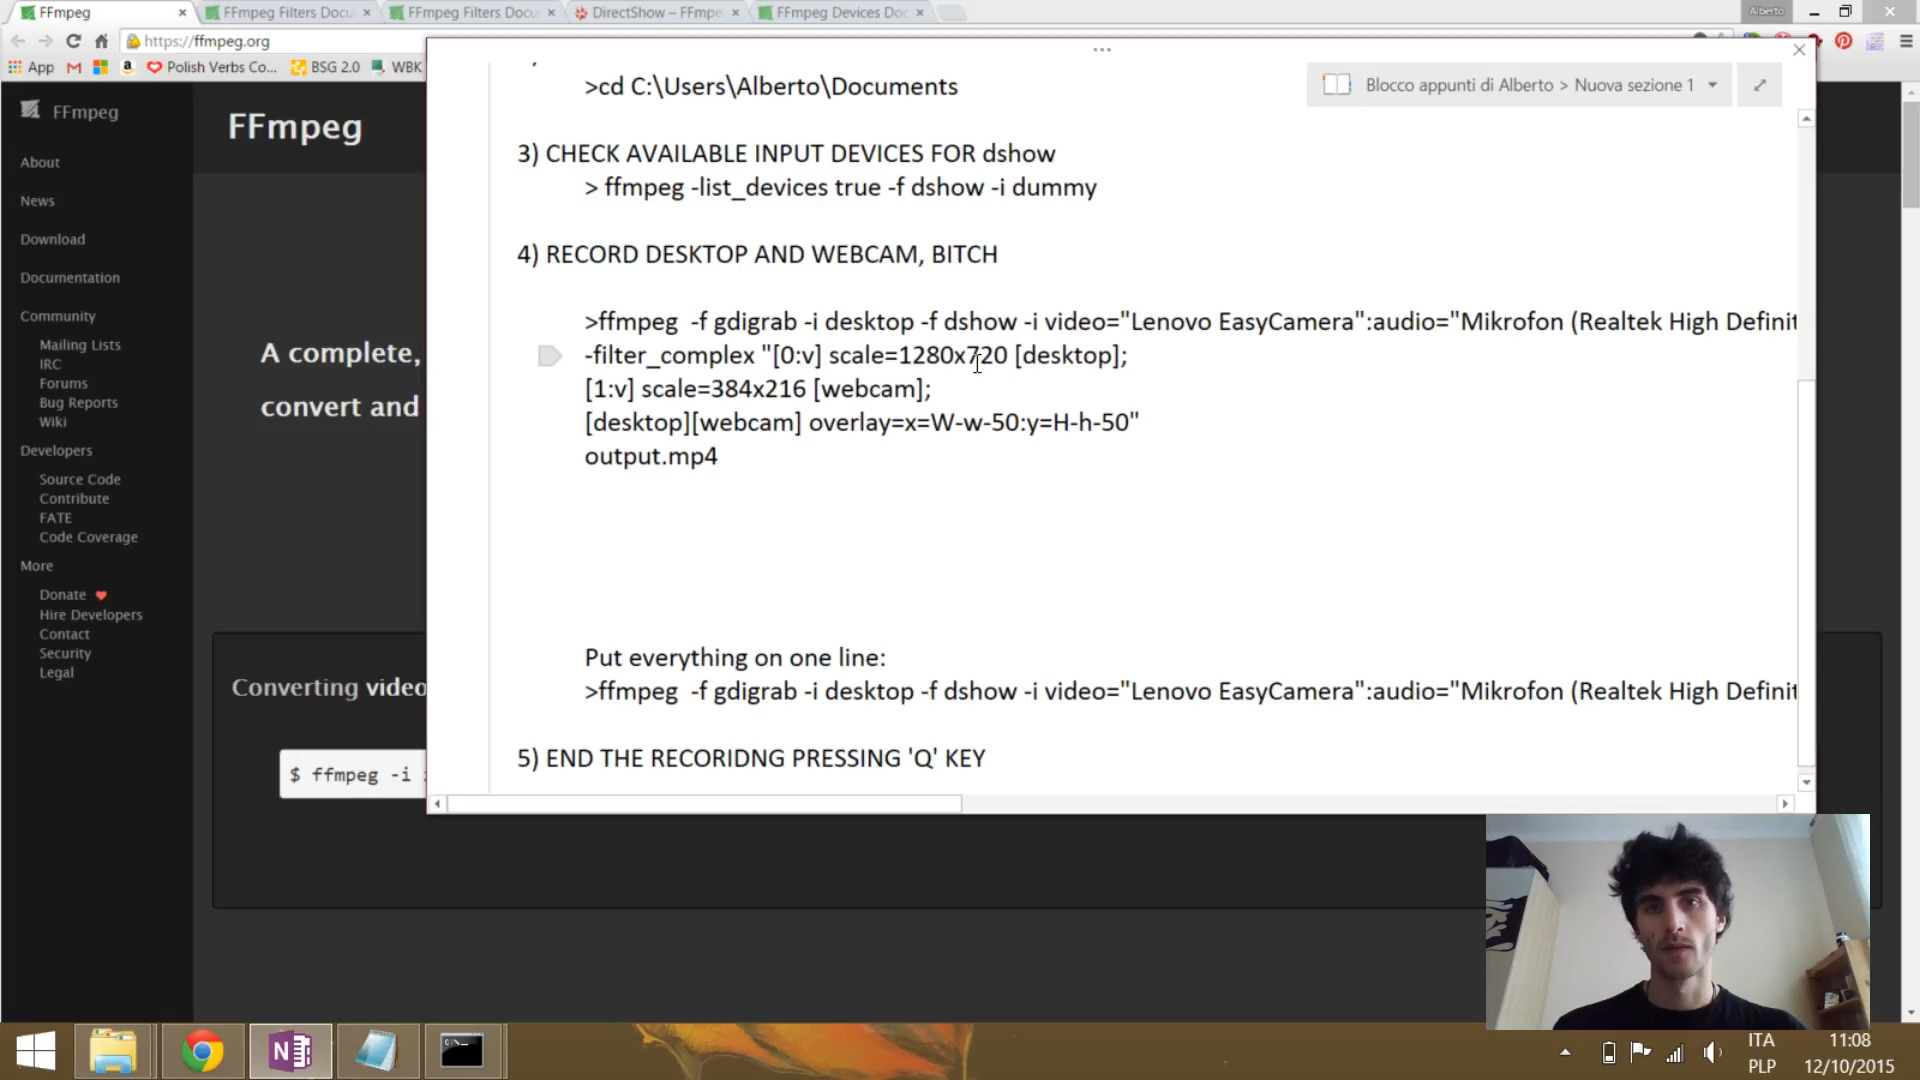 FFmpeg
FFmpeg Filters Docu
FFmpeg Filters Docu
DirectShow – FFmpe
FFmpeg Devices Doc
Alberto
https://ffmpeg.org
App
Polish Verbs Co...
BSG 2.0
WBK
FFmpeg
About
News
Download
Documentation
Community
Mailing Lists
IRC
Forums
Bug Reports
Wiki
Developers
Source Code
Contribute
FATE
Code Coverage
More
Donate
Hire Developers
Contact
Security
Legal
FFmpeg
A complete,
convert and
Converting video
$ ffmpeg -i
Blocco appunti di Alberto > Nuova sezione 1
>cd C:\Users\Alberto\Documents
3) CHECK AVAILABLE INPUT DEVICES FOR dshow
> ffmpeg -list_devices true -f dshow -i dummy
4) RECORD DESKTOP AND WEBCAM, BITCH
>ffmpeg -f gdigrab -i desktop -f dshow -i video="Lenovo EasyCamera":audio="Mikrofon (Realtek High Definit
-filter_complex "[0:v] scale=1280x720 [desktop];
[1:v] scale=384x216 [webcam];
[desktop][webcam] overlay=x=W-w-50:y=H-h-50"
output.mp4
Put everything on one line:
>ffmpeg -f gdigrab -i desktop -f dshow -i video="Lenovo EasyCamera":audio="Mikrofon (Realtek High Definit
5) END THE RECORIDNG PRESSING 'Q' KEY
ITA
PLP
11:08
12/10/2015